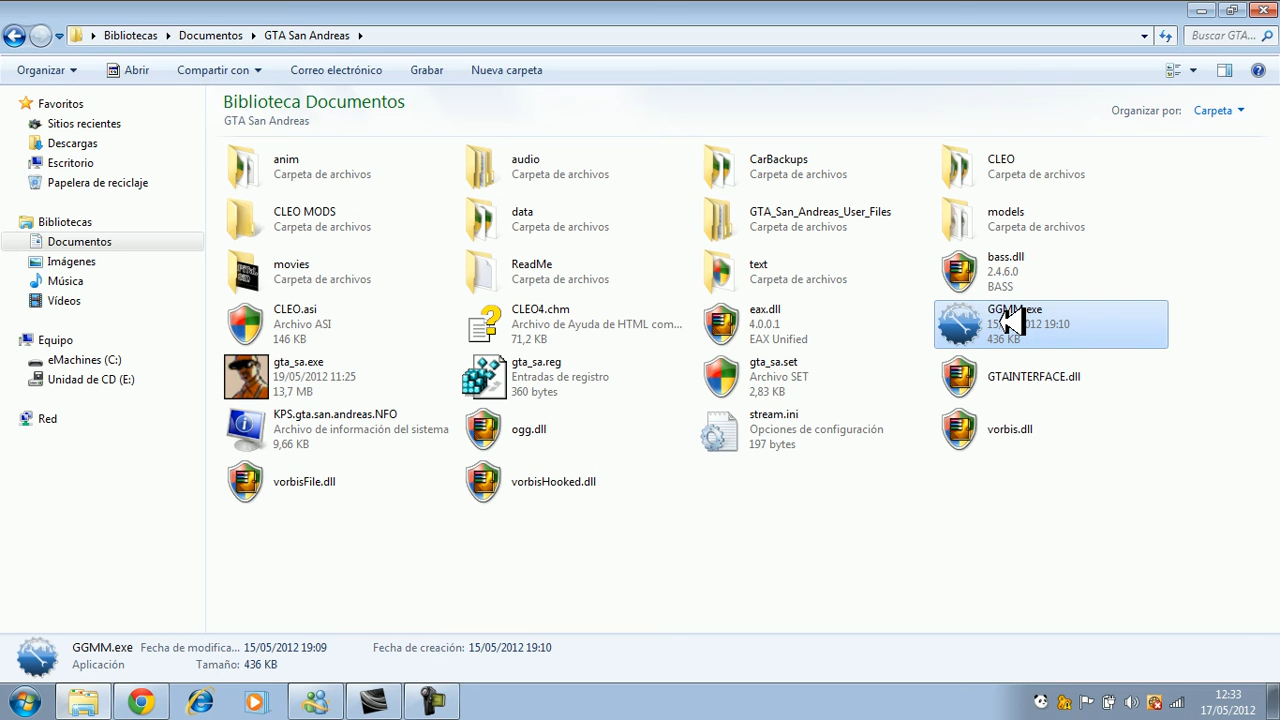 Bibliotecas Documentos GTA San Andreas
Buscar GTA...
Organizar Abrir Compartir con Correo electrónico Grabar Nueva carpeta
Favoritos
Sitios recientes
Descargas
Escritorio
Papelera de reciclaje
Bibliotecas
Documentos
Imágenes
Música
Vídeos
Equipo
eMachines (C:)
Unidad de CD (E:)
Red
Biblioteca Documentos
GTA San Andreas
Organizar por: Carpeta
anim
Carpeta de archivos
audio
Carpeta de archivos
CarBackups
Carpeta de archivos
CLEO
Carpeta de archivos
CLEO MODS
Carpeta de archivos
data
Carpeta de archivos
GTA_San_Andreas_User_Files
Carpeta de archivos
models
Carpeta de archivos
movies
Carpeta de archivos
ReadMe
Carpeta de archivos
text
Carpeta de archivos
bass.dll
2.4.6.0
BASS
CLEO.asi
Archivo ASI
146 KB
CLEO4.chm
Archivo de Ayuda de HTML com...
71,2 KB
eax.dll
4.0.0.1
EAX Unified
GGMM.exe
19:10
436 KB
gta_sa.exe
19/05/2012 11:25
13,7 MB
gta_sa.reg
Entradas de registro
360 bytes
gta_sa.set
Archivo SET
2,83 KB
GTAINTERFACE.dll
KPS.gta.san.andreas.NFO
Archivo de información del sistema
9,66 KB
ogg.dll
stream.ini
Opciones de configuración
197 bytes
vorbis.dll
vorbisFile.dll
vorbisHooked.dll
GGMM.exe Fecha de modifica... 15/05/2012 19:09 Fecha de creación: 15/05/2012 19:10
Aplicación Tamaño: 436 KB
12:33
17/05/2012